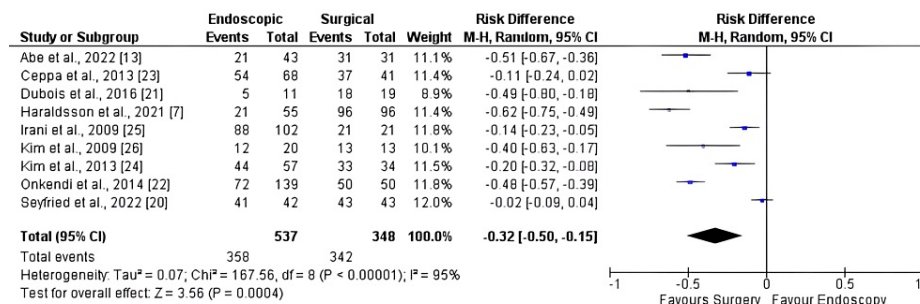 Endoscopic Surgical Risk Difference Risk Difference
Study or Subgroup Events Total Events Total Weight M-H, Random, 95% CI M-H, Random, 95% CI
Abe et al., 2022 [13] 21 43 31 31 11.1% -0.51 [-0.67, -0.36]
Ceppa et al., 2013 [23] 54 68 37 41 11.4% -0.11 [-0.24, 0.02]
Dubois et al., 2016 [21] 5 11 18 19 8.9% -0.49 [-0.80, -0.18]
Haraldsson et al., 2021 [7] 21 55 96 96 11.4% -0.62 [-0.75, -0.49]
Irani et al., 2009 [25] 88 102 21 21 11.9% -0.14 [-0.23, -0.05]
Kim et al., 2009 [26] 12 20 13 13 10.0% -0.40 [-0.63, -0.17]
Kim et al., 2013 [24] 44 57 33 34 11.5% -0.20 [-0.32, -0.08]
Onkendi et al., 2014 [22] 72 139 50 50 11.8% -0.48 [-0.57, -0.39]
Seyfried et al., 2022 [20] 41 42 43 43 12.0% -0.02 [-0.09, 0.04]
Total (95% CI) 537 348 100.0% -0.32 [-0.50, -0.15]
Total events 358 342
Heterogeneity: Tau² = 0.07; Chi² = 167.56, df = 8 (P < 0.00001); I² = 95%
Test for overall effect: Z = 3.56 (P = 0.0004)
-1 -0.5 0 0.5 1
Favours Surgery Favour Endoscopy